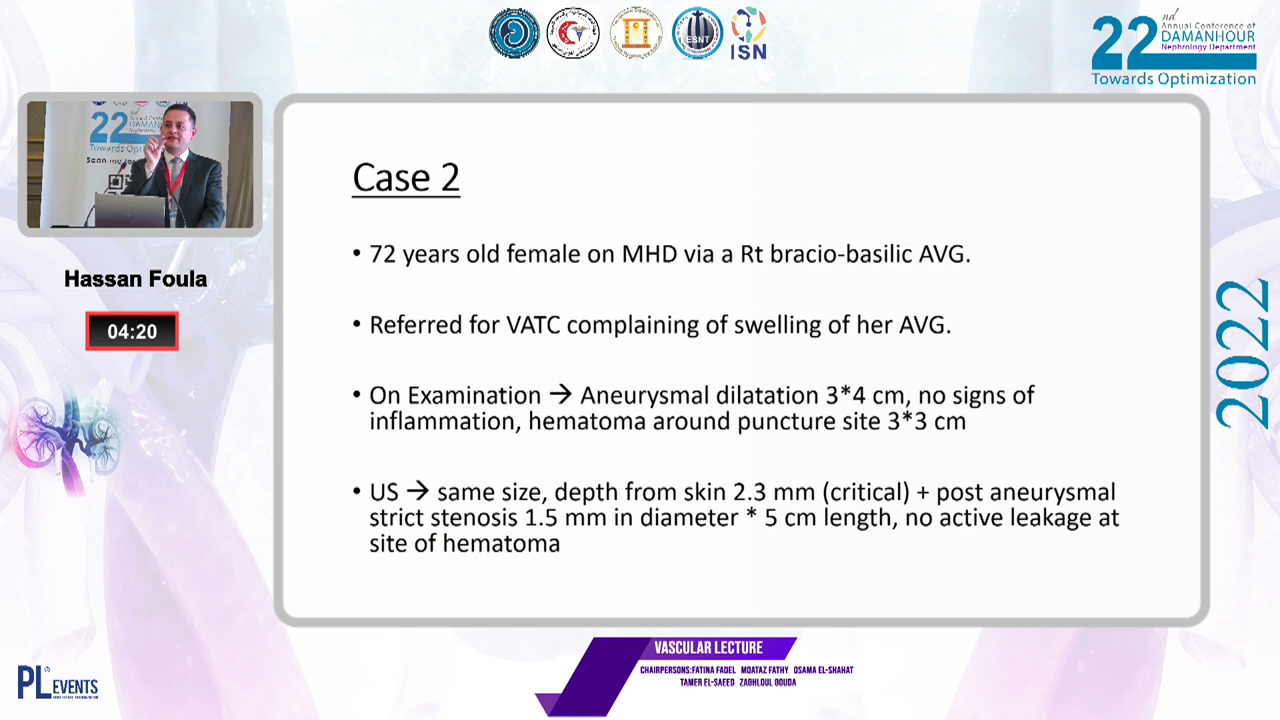 ESNT
ISN
22
nd
Annual Conference of
DAMANHOUR
Nephrology Department
Towards Optimization
22
Towards Opti
Hassan Foula
04:20
Case 2
• 72 years old female on MHD via a Rt bracio-basilic AVG.
• Referred for VATC complaining of swelling of her AVG.
• On Examination → Aneurysmal dilatation 3*4 cm, no signs of
inflammation, hematoma around puncture site 3*3 cm
• US → same size, depth from skin 2.3 mm (critical) + post aneurysmal
strict stenosis 1.5 mm in diameter * 5 cm length, no active leakage at
site of hematoma
2022
PL EVENTS
VASCULAR LECTURE
CHAIRPERSONS:FATINA FADEL MOATAZ FATHY OSAMA EL-SHAHAT
TAMER EL-SAEED ZAGHLOUL GOUDA